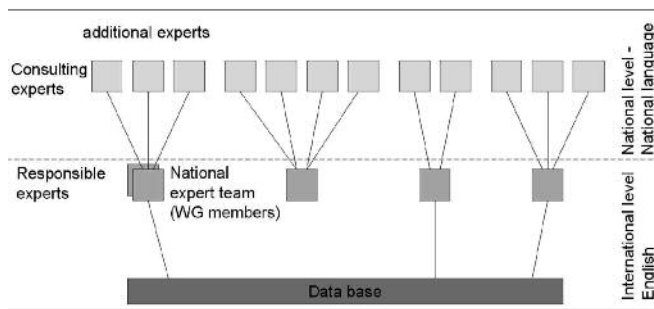 additional experts
Consulting
experts
National level -
National language
Responsible
experts
National
expert team
(WG members)
International level
English
Data base